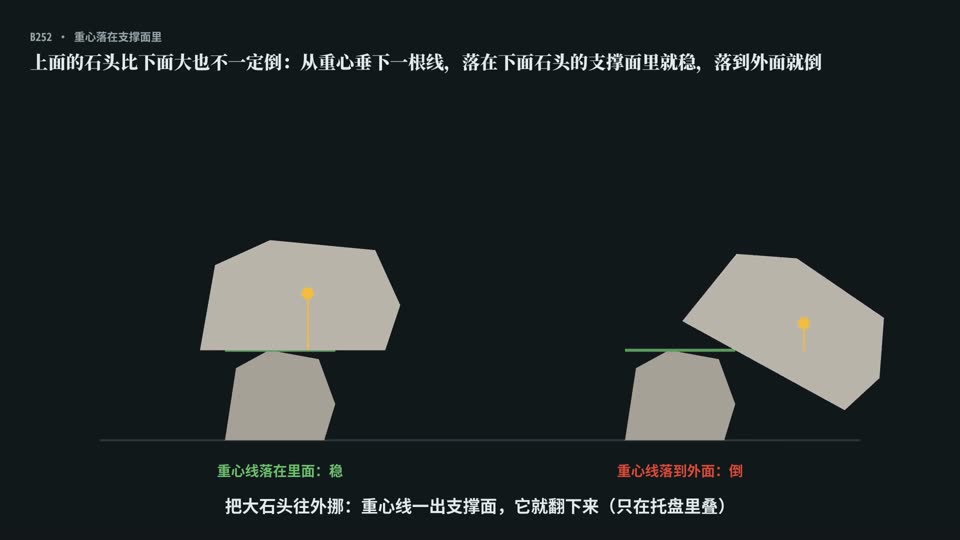 B252 • 重心落在支撑面里
上面的石头比下面大也不一定倒：从重心垂下一根线，落在下面石头的支撑面里就稳，落到外面就倒
重心线落在里面：稳
重心线落到外面：倒
把大石头往外挪：重心线一出支撑面，它就翻下来（只在托盘里叠）